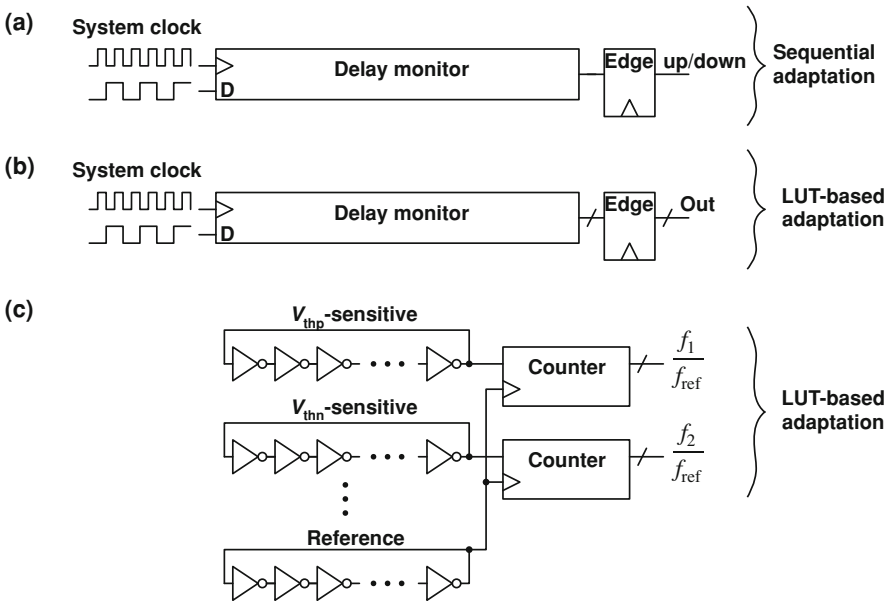 (a)
System clock
D
Delay monitor
Edge
up/down
Sequential
adaptation
(b)
System clock
D
Delay monitor
Edge
Out
LUT-based
adaptation
(c)
Vthp-sensitive
Counter
f1
fref
Vthn-sensitive
Counter
f2
fref
LUT-based
adaptation
Reference